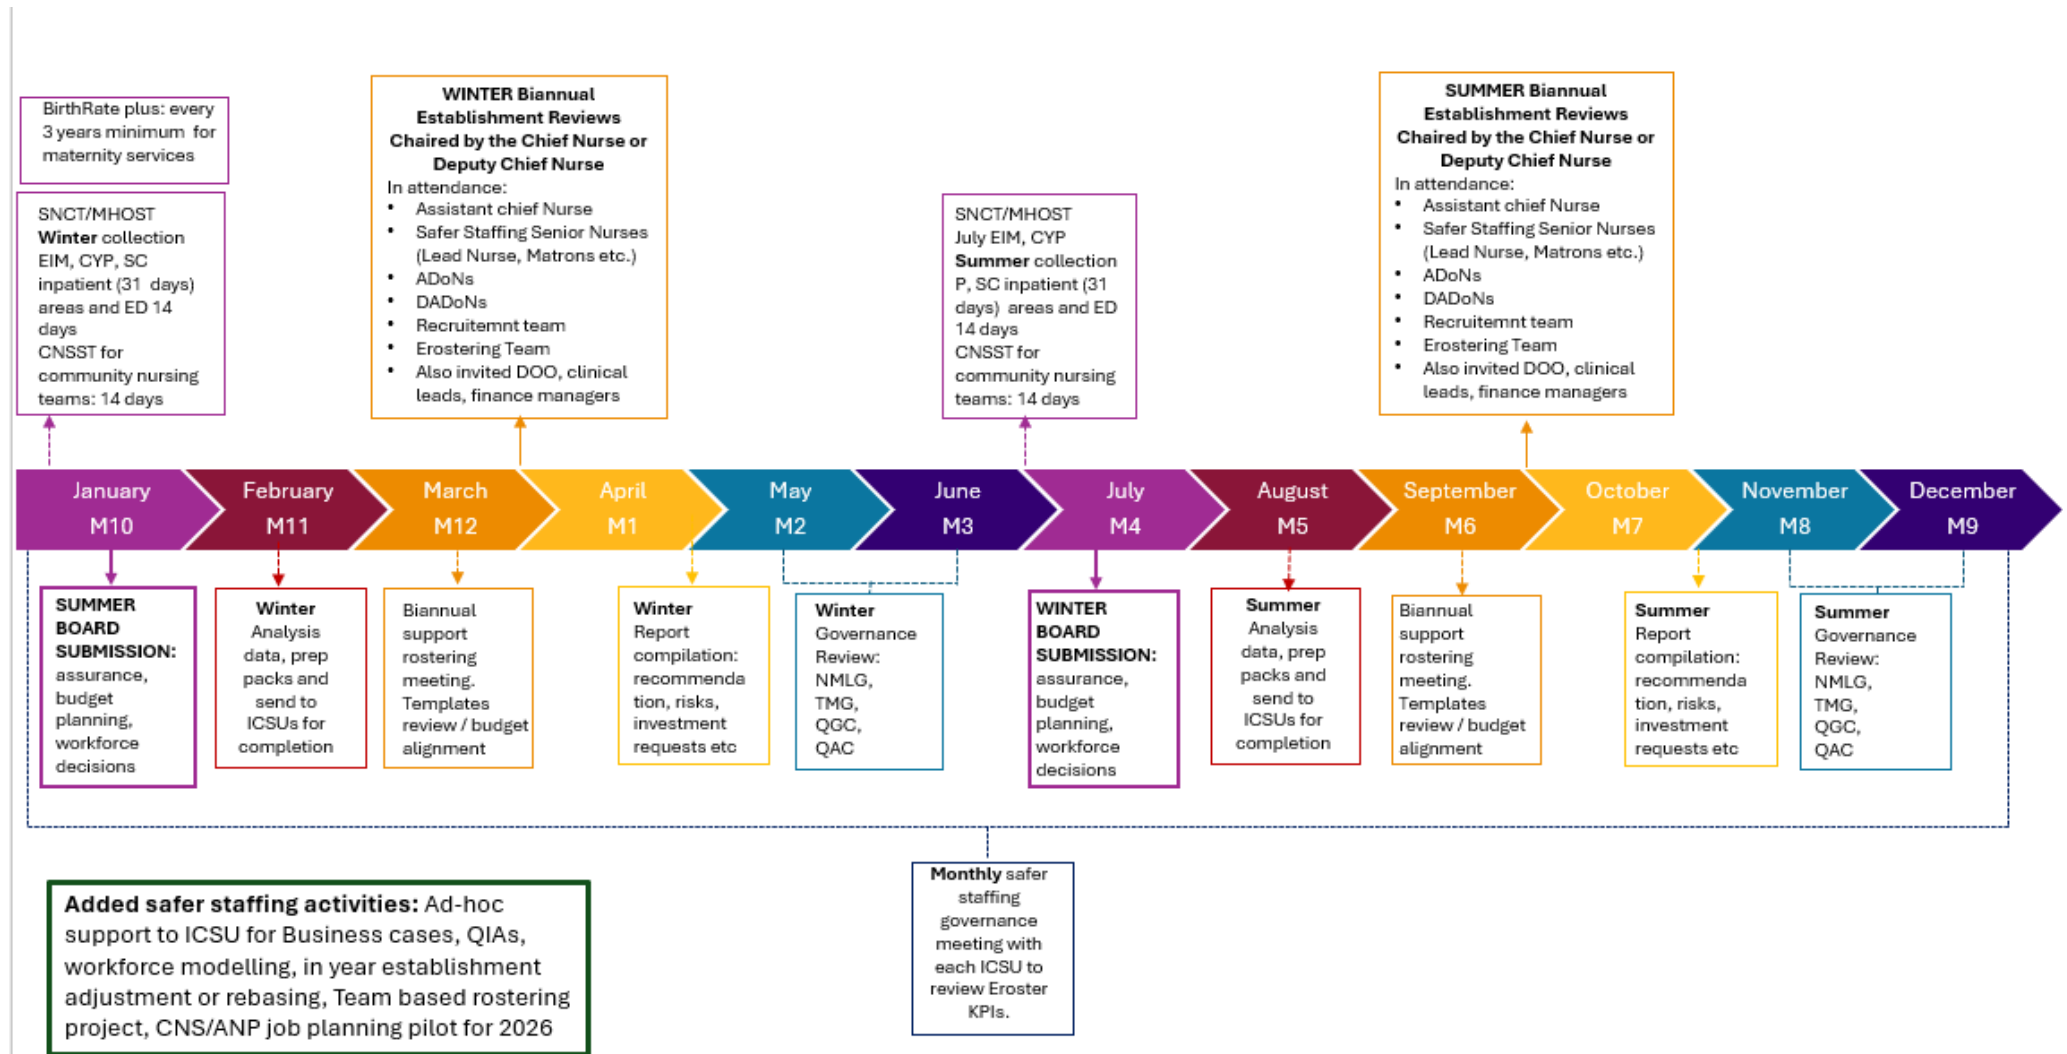 BirthRate plus: every
3 years minimum for
maternity services
SNCT/MHOST
Winter collection
EIM, CYP, SC
inpatient (31 days)
areas and ED 14
days
CNSST for
community nursing
teams: 14 days
WINTER Biannual
Establishment Reviews
Chaired by the Chief Nurse or
Deputy Chief Nurse
In attendance:
• Assistant chief Nurse
• Safer Staffing Senior Nurses
(Lead Nurse, Matrons etc.)
• ADoNs
• DADoNs
• Recruitemnt team
• Erostering Team
• Also invited DOO, clinical
leads, finance managers
SNCT/MHOST
July EIM, CYP
Summer collection
P, SC inpatient (31
days) areas and ED
14 days
CNSST for
community nursing
teams: 14 days
SUMMER Biannual
Establishment Reviews
Chaired by the Chief Nurse or
Deputy Chief Nurse
In attendance:
• Assistant chief Nurse
• Safer Staffing Senior Nurses
(Lead Nurse, Matrons etc.)
• ADoNs
• DADoNs
• Recruitemnt team
• Erostering Team
• Also invited DOO, clinical
leads, finance managers
January
M10
February
M11
March
M12
April
M1
May
M2
June
M3
July
M4
August
M5
September
M6
October
M7
November
M8
December
M9
SUMMER
BOARD
SUBMISSION:
assurance,
budget
planning,
workforce
decisions
Winter
Analysis
data, prep
packs and
send to
ICSUs for
completion
Biannual
support
rostering
meeting.
Templates
review / budget
alignment
Winter
Report
compilation:
recommenda
tion, risks,
investment
requests etc
Winter
Governance
Review:
NMLG,
TMG,
QGC,
QAC
WINTER
BOARD
SUBMISSION:
assurance,
budget
planning,
workforce
decisions
Summer
Analysis
data, prep
packs and
send to
ICSUs for
completion
Biannual
support
rostering
meeting.
Templates
review / budget
alignment
Summer
Report
compilation:
recommenda
tion, risks,
investment
requests etc
Summer
Governance
Review:
NMLG,
TMG,
QGC,
QAC
Monthly safer
staffing
governance
meeting with
each ICSU to
review Eroster
KPIs.
Added safer staffing activities: Ad-hoc
support to ICSU for Business cases, QIAs,
workforce modelling, in year establishment
adjustment or rebasing, Team based rostering
project, CNS/ANP job planning pilot for 2026